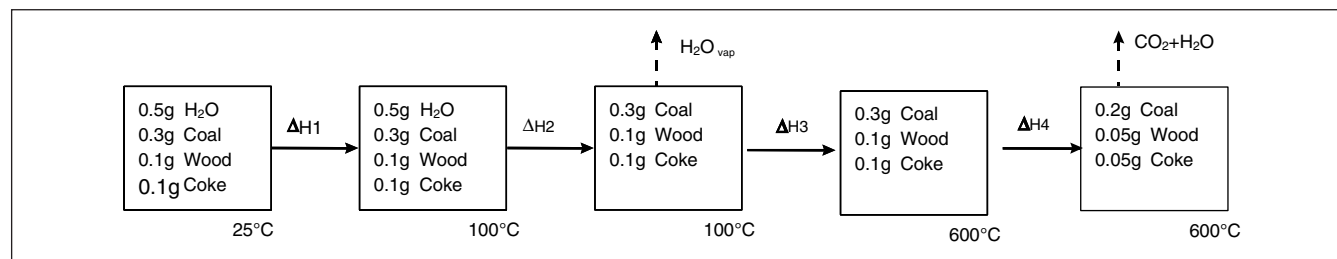 0.5g H₂O
0.3g Coal
0.1g Wood
0.1g Coke
25°C
ΔH1
0.5g H₂O
0.3g Coal
0.1g Wood
0.1g Coke
100°C
ΔH2
H₂O vap
0.3g Coal
0.1g Wood
0.1g Coke
100°C
ΔH3
0.3g Coal
0.1g Wood
0.1g Coke
600°C
ΔH4
CO₂+H₂O
0.2g Coal
0.05g Wood
0.05g Coke
600°C